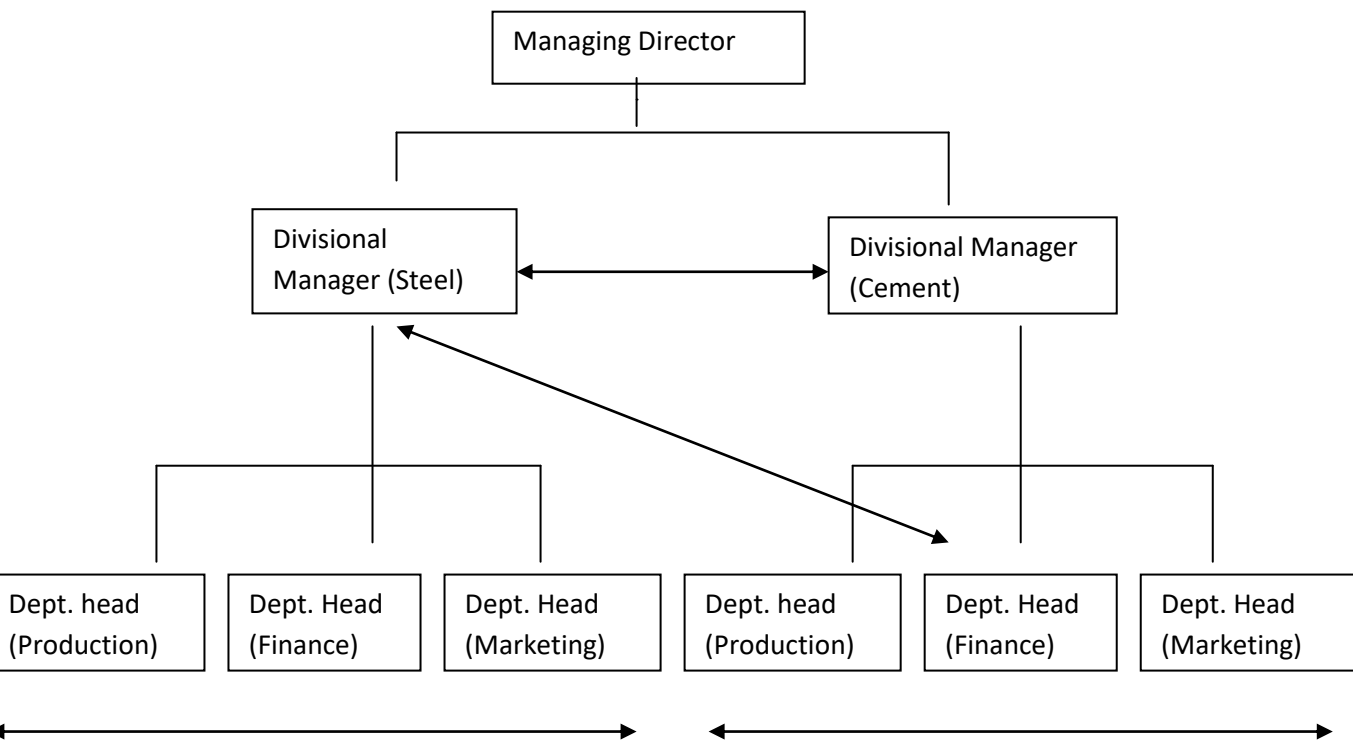 Managing Director
Divisional
Manager (Steel)
Divisional Manager
(Cement)
Dept. head
(Production)
Dept. Head
(Finance)
Dept. Head
(Marketing)
Dept. head
(Production)
Dept. Head
(Finance)
Dept. Head
(Marketing)